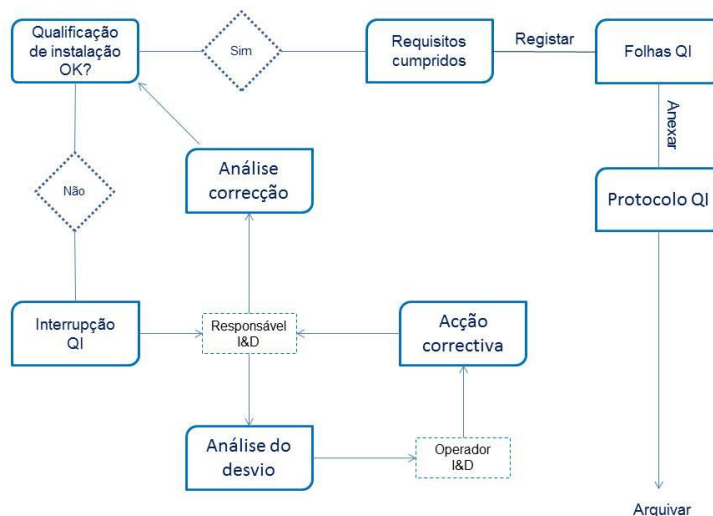 Qualificação
de instalação
OK?
Sim
Requisitos
cumpridos
Registar
Folhas QI
Anexar
Protocolo QI
Não
Análise
correcção
Interrupção
QI
Responsável
I&D
Acção
correctiva
Análise do
desvio
Operador
I&D
Arquivar